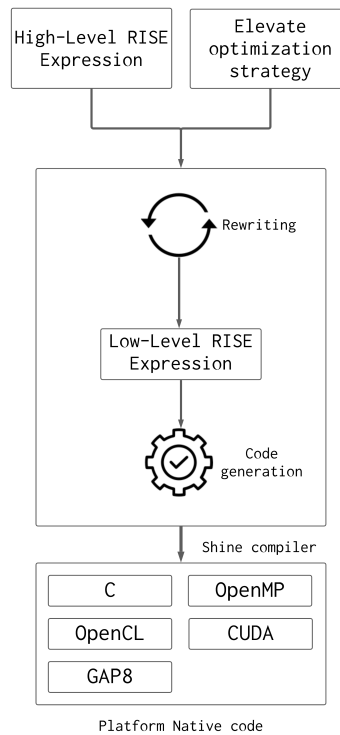 High-Level RISE
Expression
Elevate
optimization
strategy
Rewriting
Low-Level RISE
Expression
Code
generation
Shine compiler
C
OpenMP
OpenCL
CUDA
GAP8
Platform Native code